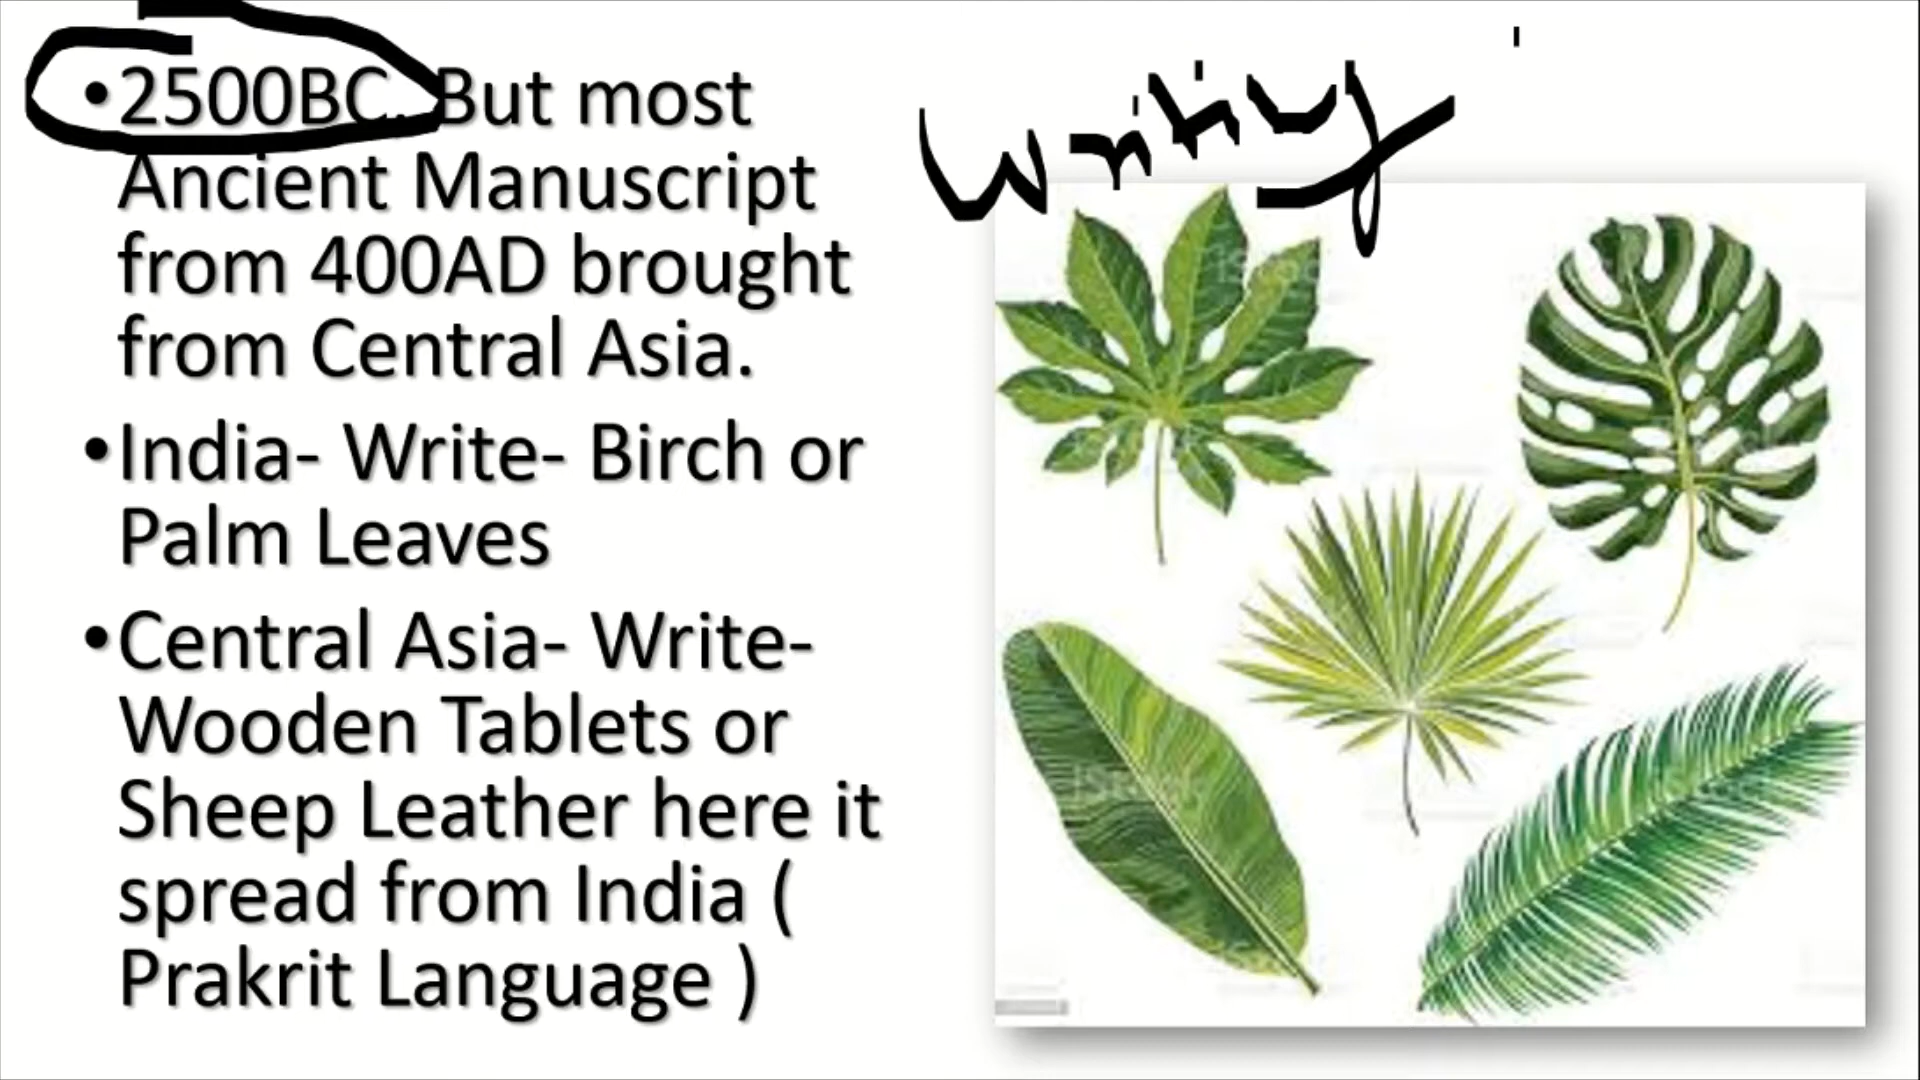 •2500BC. But most
Ancient Manuscript
from 400AD brought
from Central Asia.
•India- Write- Birch or
Palm Leaves
•Central Asia- Write-
Wooden Tablets or
Sheep Leather here it
spread from India (
Prakrit Language )
Writing